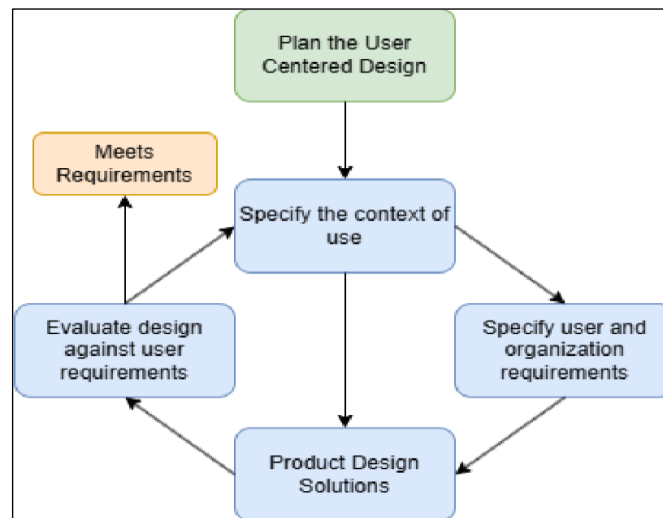 Plan the User
Centered Design
Meets
Requirements
Specify the context of
use
Evaluate design
against user
requirements
Specify user and
organization
requirements
Product Design
Solutions